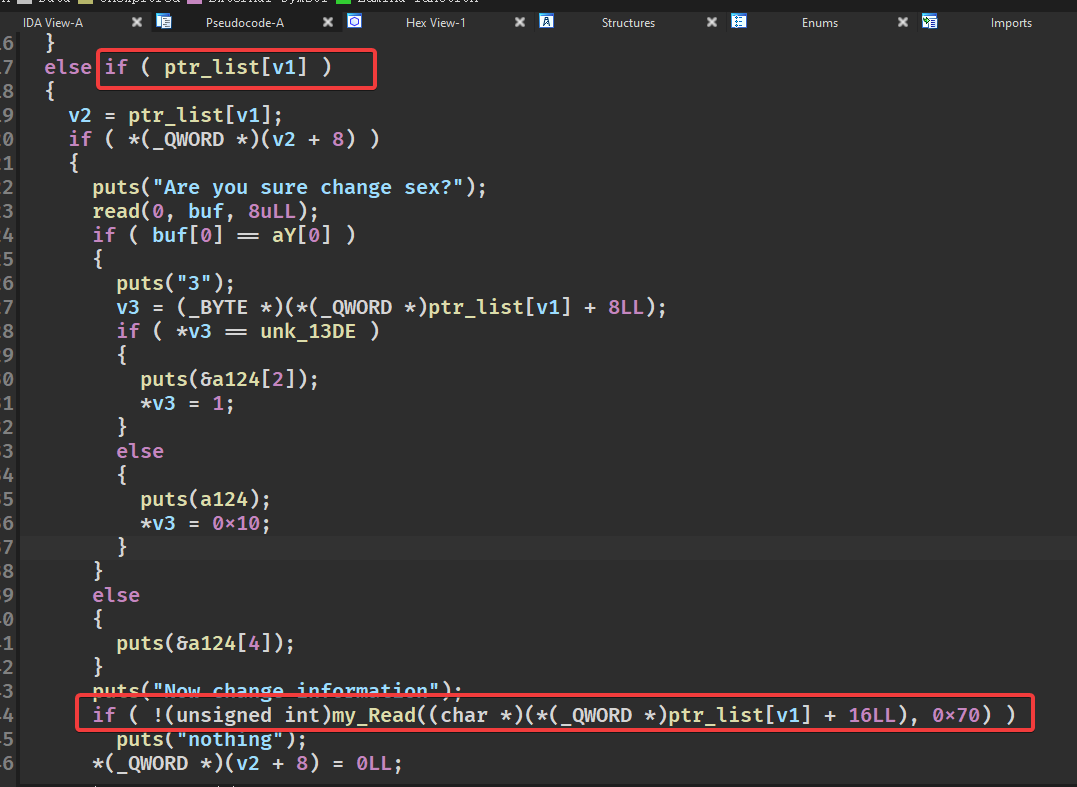 IDA View-A Pseudocode-A Hex View-1 Structures Enums Imports
6 }
7 else if ( ptr_list[v1] )
8 {
9 v2 = ptr_list[v1];
0 if ( *(_QWORD *)(v2 + 8) )
1 {
2 puts("Are you sure change sex?");
3 read(0, buf, 8uLL);
4 if ( buf[0] == aY[0] )
5 {
6 puts("3");
7 v3 = (_BYTE *)(*(_QWORD *)ptr_list[v1] + 8LL);
8 if ( *v3 == unk_13DE )
9 {
0 puts(&a124[2]);
1 *v3 = 1;
2 }
3 else
4 {
5 puts(a124);
6 *v3 = 0×10;
7 }
8 }
9 else
0 {
1 puts(&a124[4]);
2 }
3 puts("Now change information");
4 if ( !(unsigned int)my_Read((char *)(*(_QWORD *)ptr_list[v1] + 16LL), 0×70) )
5 puts("nothing");
6 *(_QWORD *)(v2 + 8) = 0LL;